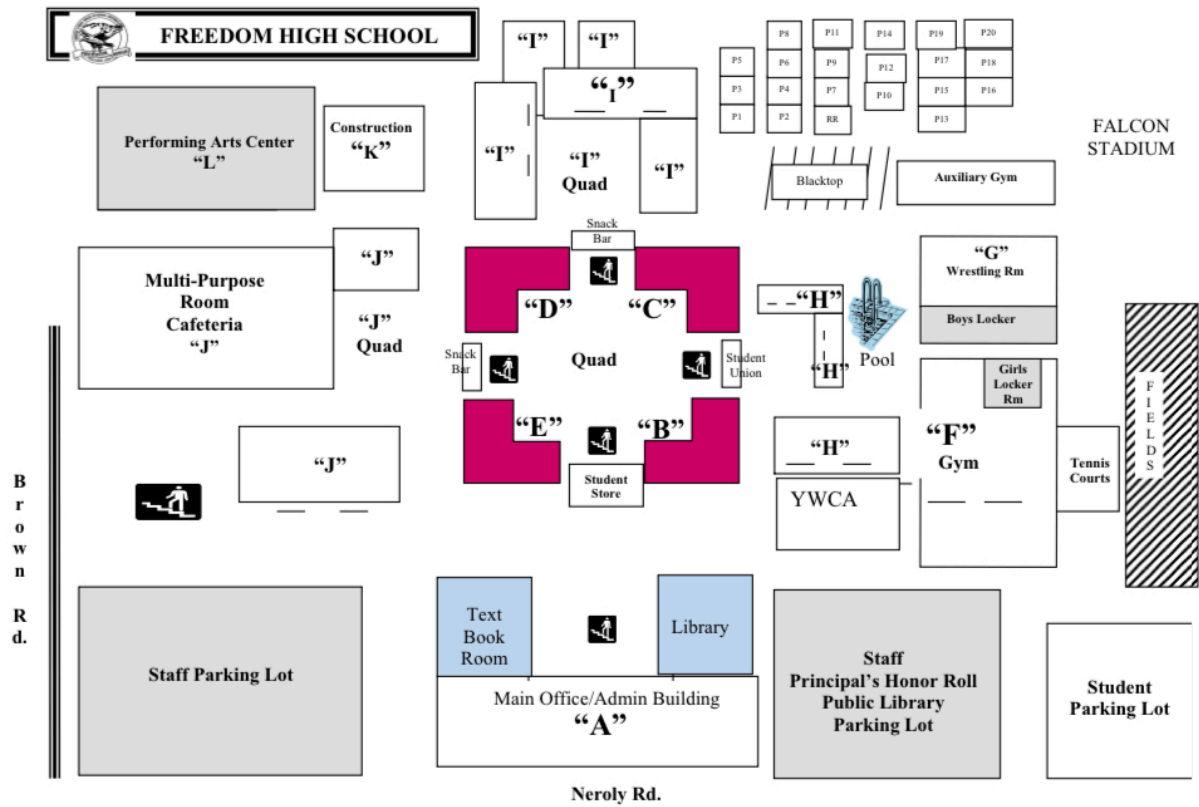 FREEDOM HIGH SCHOOL
“I”
“I”
“I”
“I”
“I”
“I”
Quad
P5
P3
P1
P8
P6
P4
P2
P11
P9
P7
RR
P14
P12
P10
P19
P17
P15
P13
P20
P18
P16
FALCON
STADIUM
Performing Arts Center
“L”
Construction
“K”
Blacktop
Auxiliary Gym
Multi-Purpose
Room
Cafeteria
“J”
“J”
“J”
Quad
Snack
Bar
“D”
“C”
Snack
Bar
Quad
Student
Union
“E”
“B”
Student
Store
“H”
“H”
Pool
“G”
Wrestling Rm
Boys Locker
Girls
Locker
Rm
“F”
Gym
Tennis
Courts
FIELDS
“H”
YWCA
“J”
Brown Rd.
Staff Parking Lot
Text
Book
Room
Library
Main Office/Admin Building
“A”
Staff
Principal’s Honor Roll
Public Library
Parking Lot
Student
Parking Lot
Neroly Rd.